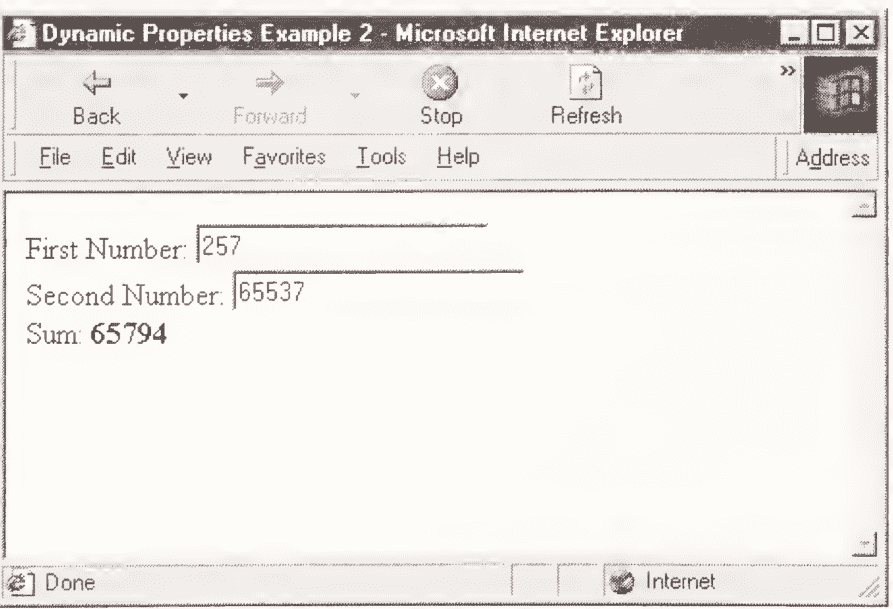 Dynamic Properties Example 2 - Microsoft Internet Explorer
Back Forward Stop Refresh »
File Edit View Favorites Tools Help Address
First Number: 257
Second Number: 65537
Sum: 65794
Done Internet